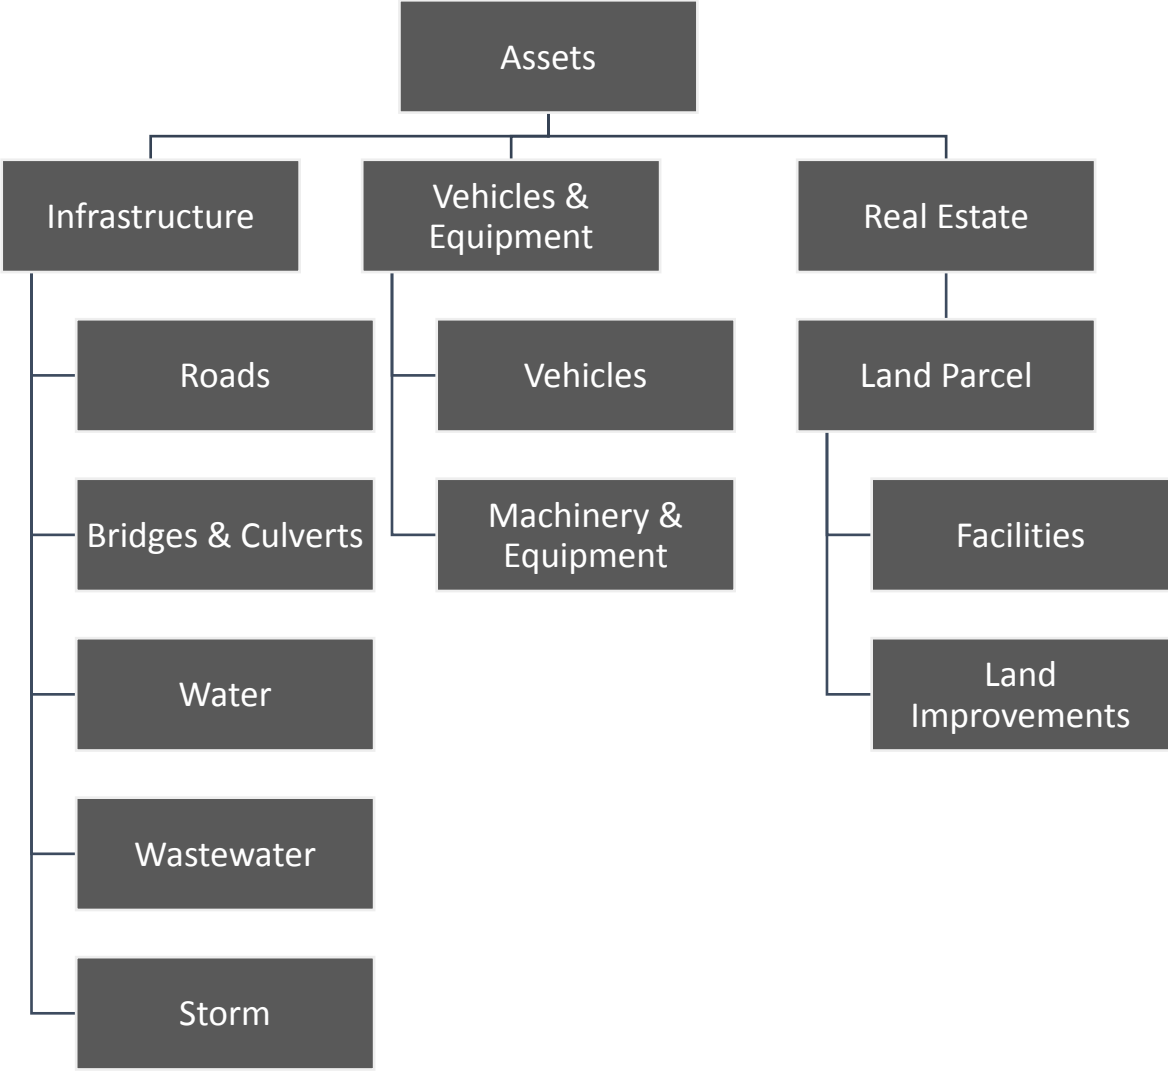 Assets
Infrastructure
Vehicles &
Equipment
Real Estate
Roads
Vehicles
Land Parcel
Bridges & Culverts
Machinery &
Equipment
Facilities
Water
Land
Improvements
Wastewater
Storm